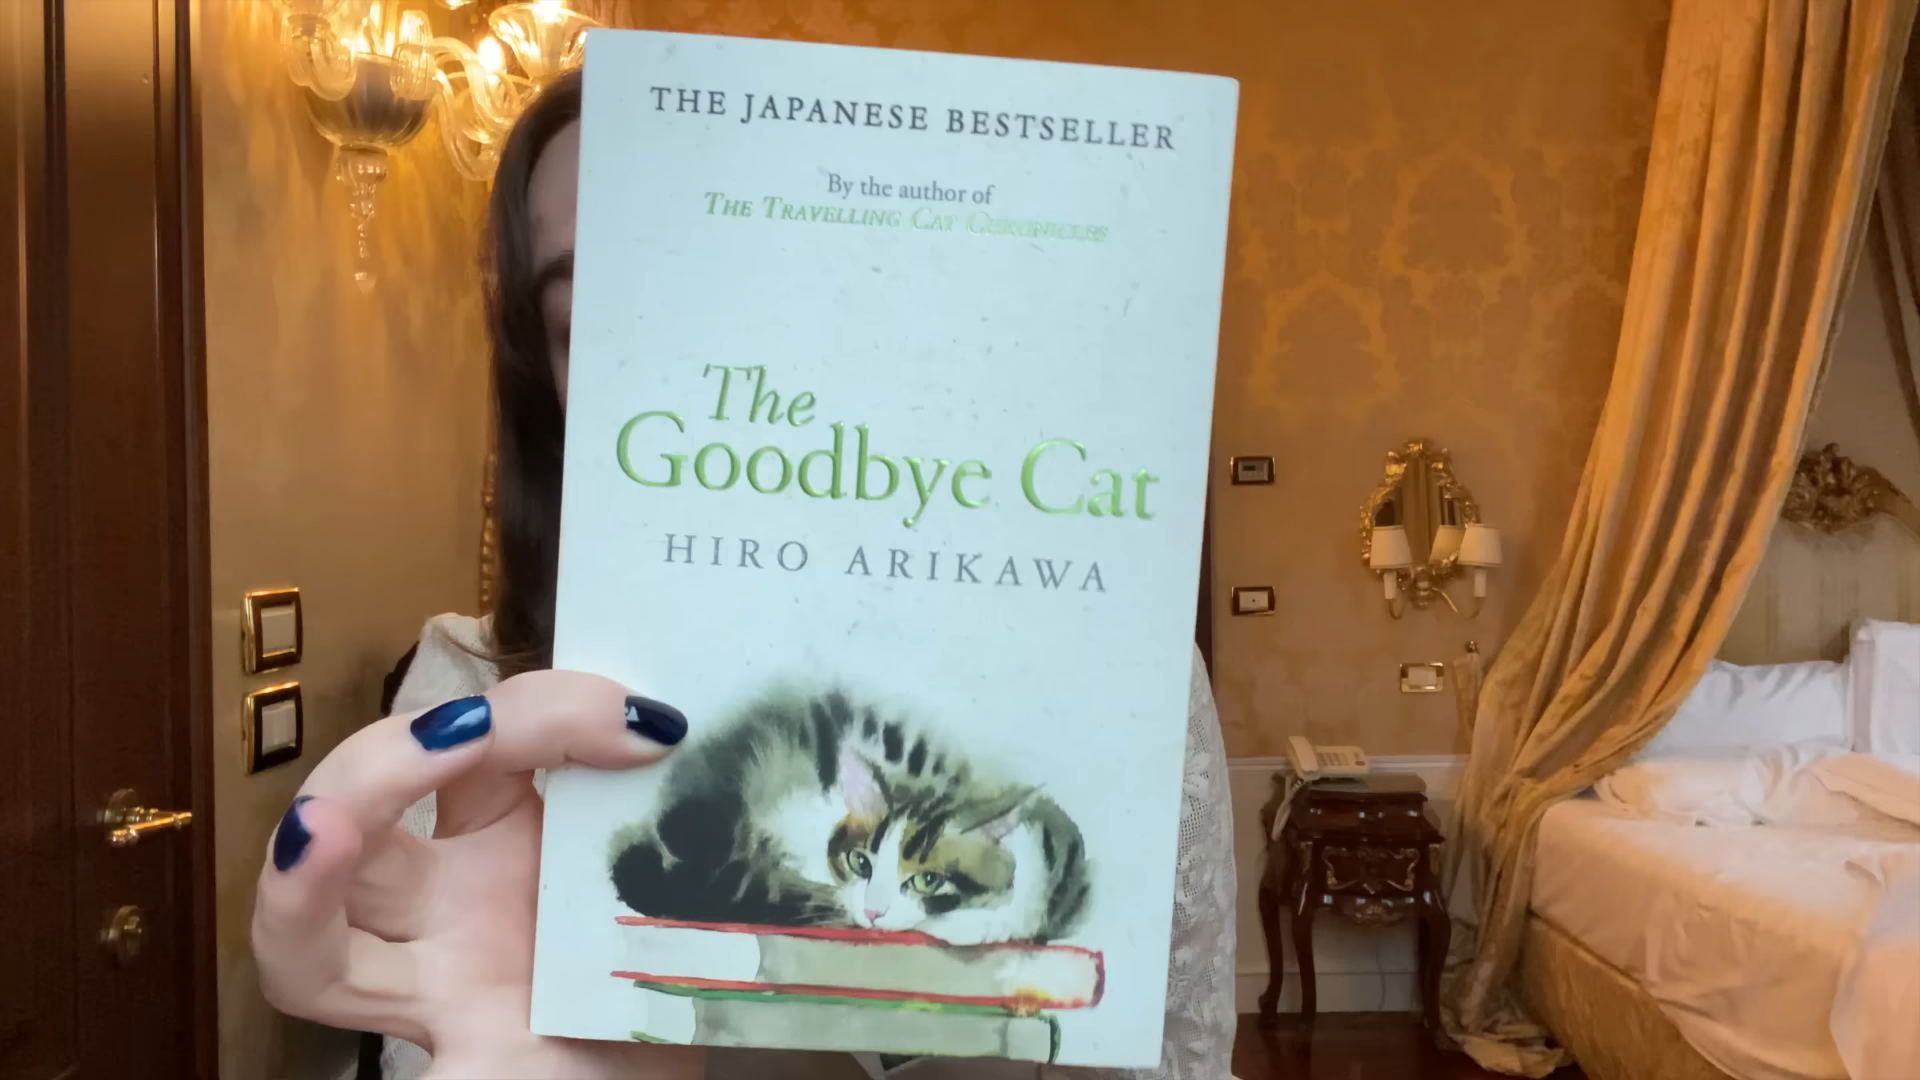 THE JAPANESE BESTSELLER
By the author of
THE TRAVELLING CAT CHRONICLES
The
Goodbye Cat
HIRO ARIKAWA